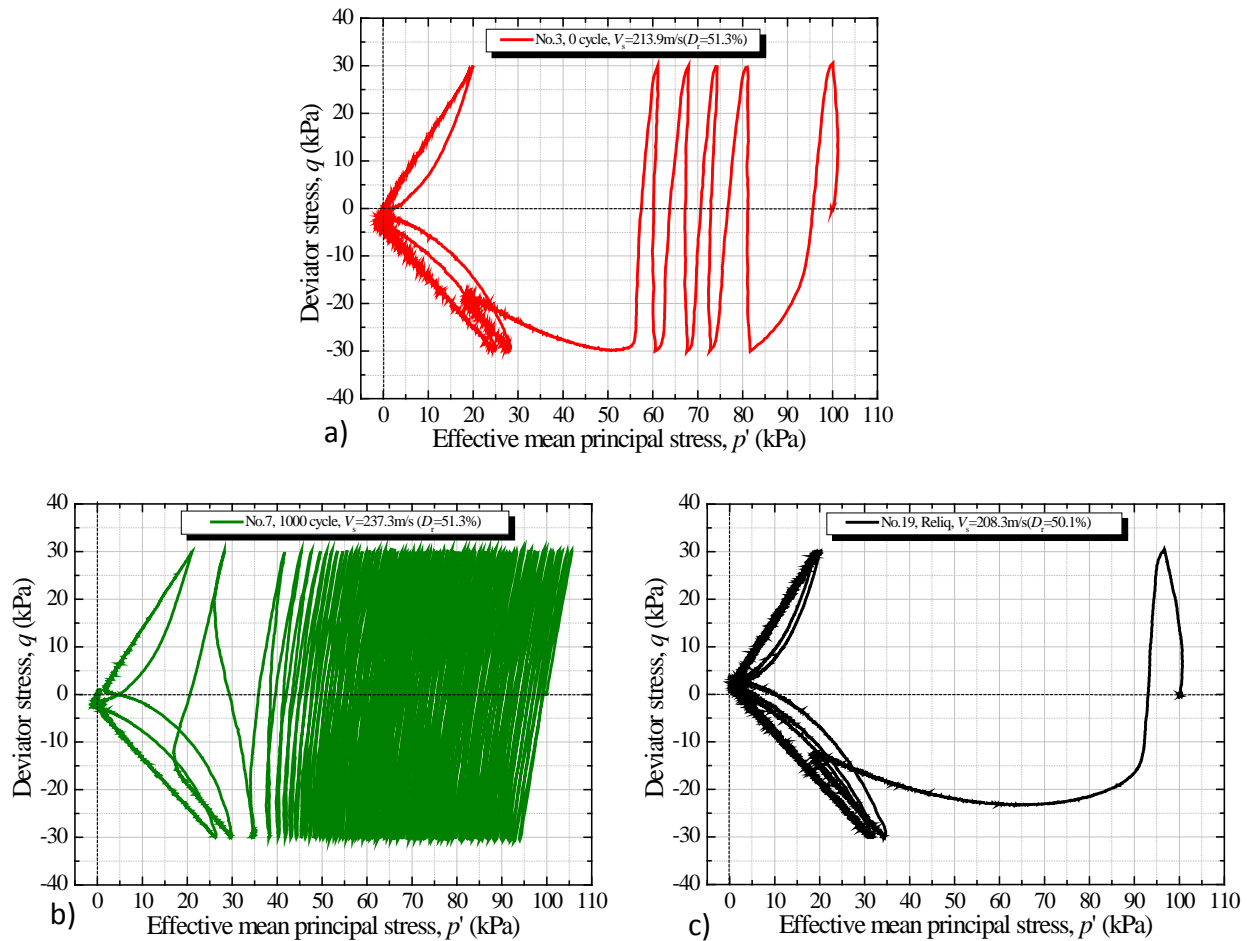 No.3, 0 cycle, Vs=213.9m/s(Dr=51.3%)
40
30
20
10
0
-10
-20
-30
-40
Deviator stress, q (kPa)
0 10 20 30 40 50 60 70 80 90 100 110
a)
Effective mean principal stress, p' (kPa)
No.7, 1000 cycle, Vs=237.3m/s (Dr=51.3%)
40
30
20
10
0
-10
-20
-30
-40
Deviator stress, q (kPa)
0 10 20 30 40 50 60 70 80 90 100 110
b)
Effective mean principal stress, p' (kPa)
No.19, Reliq, Vs=208.3m/s(Dr=50.1%)
40
30
20
10
0
-10
-20
-30
-40
Deviator stress, q (kPa)
0 10 20 30 40 50 60 70 80 90 100 110
c)
Effective mean principal stress, p' (kPa)